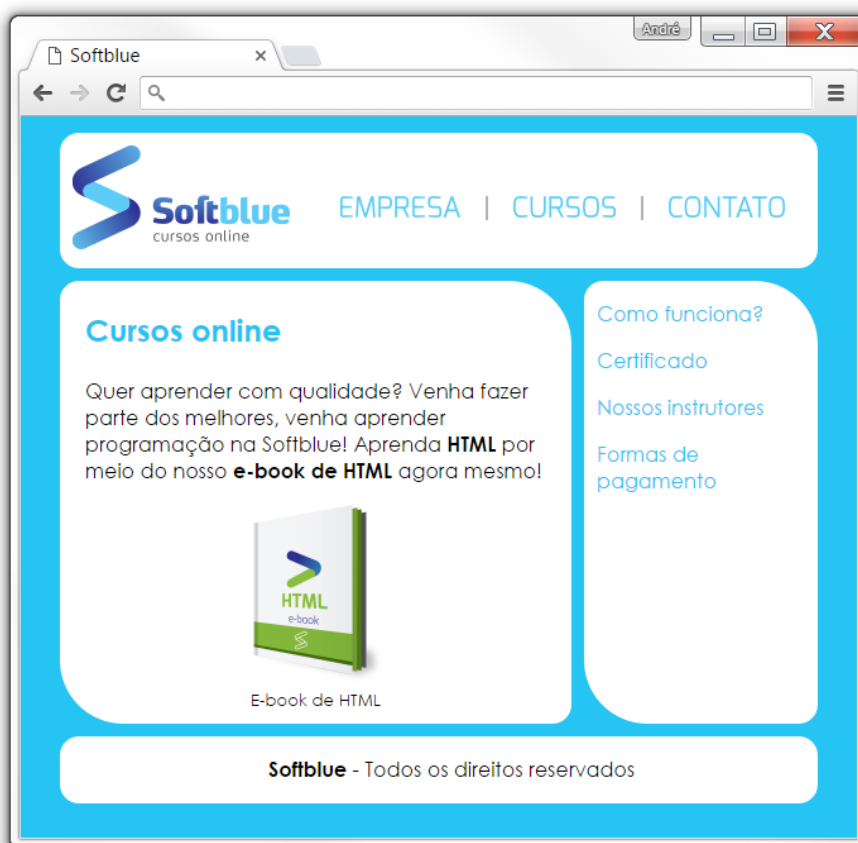 André
Softblue
Softblue
cursos online
EMPRESA | CURSOS | CONTATO
Cursos online
Quer aprender com qualidade? Venha fazer
parte dos melhores, venha aprender
programação na Softblue! Aprenda HTML por
meio do nosso e-book de HTML agora mesmo!
HTML
e-book
E-book de HTML
Como funciona?
Certificado
Nossos instrutores
Formas de
pagamento
Softblue - Todos os direitos reservados